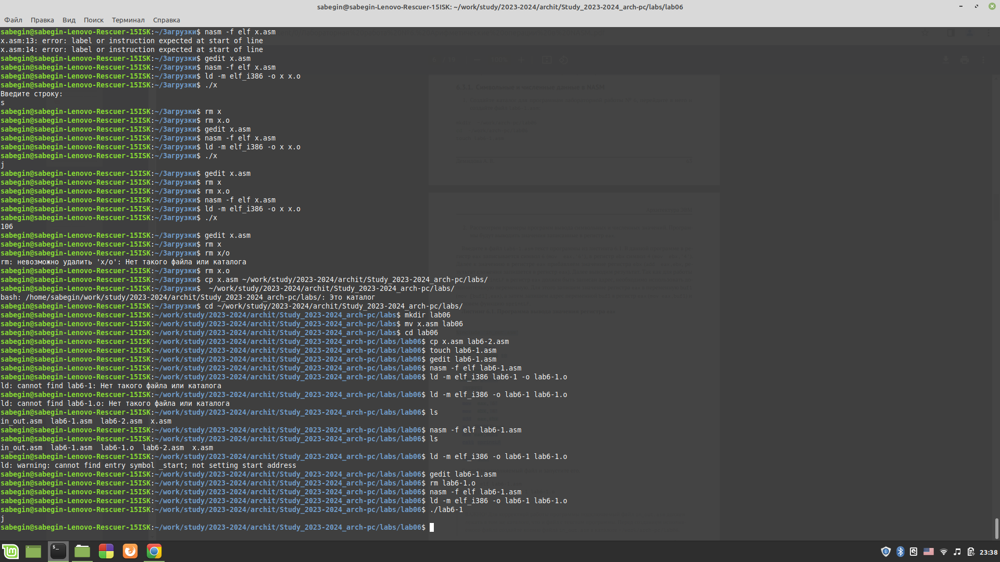 sabegin@sabegin-Lenovo-Rescuer-15ISK: ~/work/study/2023-2024/archit/Study_2023-2024_arch-pc/labs/lab06
Файл Правка Вид Поиск Терминал Справка
sabegin@sabegin-Lenovo-Rescuer-15ISK:~/Загрузки$ nasm -f elf x.asm
x.asm:13: error: label or instruction expected at start of line
x.asm:14: error: label or instruction expected at start of line
sabegin@sabegin-Lenovo-Rescuer-15ISK:~/Загрузки$ gedit x.asm
sabegin@sabegin-Lenovo-Rescuer-15ISK:~/Загрузки$ nasm -f elf x.asm
sabegin@sabegin-Lenovo-Rescuer-15ISK:~/Загрузки$ ld -m elf_i386 -o x x.o
sabegin@sabegin-Lenovo-Rescuer-15ISK:~/Загрузки$ ./x
Введите строку:
s
sabegin@sabegin-Lenovo-Rescuer-15ISK:~/Загрузки$ rm x
sabegin@sabegin-Lenovo-Rescuer-15ISK:~/Загрузки$ rm x.o
sabegin@sabegin-Lenovo-Rescuer-15ISK:~/Загрузки$ gedit x.asm
sabegin@sabegin-Lenovo-Rescuer-15ISK:~/Загрузки$ nasm -f elf x.asm
sabegin@sabegin-Lenovo-Rescuer-15ISK:~/Загрузки$ ld -m elf_i386 -o x x.o
sabegin@sabegin-Lenovo-Rescuer-15ISK:~/Загрузки$ ./x
j
sabegin@sabegin-Lenovo-Rescuer-15ISK:~/Загрузки$ gedit x.asm
sabegin@sabegin-Lenovo-Rescuer-15ISK:~/Загрузки$ rm x
sabegin@sabegin-Lenovo-Rescuer-15ISK:~/Загрузки$ rm x.o
sabegin@sabegin-Lenovo-Rescuer-15ISK:~/Загрузки$ nasm -f elf x.asm
sabegin@sabegin-Lenovo-Rescuer-15ISK:~/Загрузки$ ld -m elf_i386 -o x x.o
sabegin@sabegin-Lenovo-Rescuer-15ISK:~/Загрузки$ ./x
106
sabegin@sabegin-Lenovo-Rescuer-15ISK:~/Загрузки$ gedit x.asm
sabegin@sabegin-Lenovo-Rescuer-15ISK:~/Загрузки$ rm x
sabegin@sabegin-Lenovo-Rescuer-15ISK:~/Загрузки$ rm x/o
rm: невозможно удалить 'x/o': Нет такого файла или каталога
sabegin@sabegin-Lenovo-Rescuer-15ISK:~/Загрузки$ rm x.o
sabegin@sabegin-Lenovo-Rescuer-15ISK:~/Загрузки$ cp x.asm ~/work/study/2023-2024/archit/Study_2023-2024_arch-pc/labs/
sabegin@sabegin-Lenovo-Rescuer-15ISK:~/Загрузки$  ~/work/study/2023-2024/archit/Study_2023-2024_arch-pc/labs/
bash: /home/sabegin/work/study/2023-2024/archit/Study_2023-2024_arch-pc/labs/: Это каталог
sabegin@sabegin-Lenovo-Rescuer-15ISK:~/Загрузки$ cd ~/work/study/2023-2024/archit/Study_2023-2024_arch-pc/labs/
sabegin@sabegin-Lenovo-Rescuer-15ISK:~/work/study/2023-2024/archit/Study_2023-2024_arch-pc/labs$ mkdir lab06
sabegin@sabegin-Lenovo-Rescuer-15ISK:~/work/study/2023-2024/archit/Study_2023-2024_arch-pc/labs$ mv x.asm lab06
sabegin@sabegin-Lenovo-Rescuer-15ISK:~/work/study/2023-2024/archit/Study_2023-2024_arch-pc/labs$ cd lab06
sabegin@sabegin-Lenovo-Rescuer-15ISK:~/work/study/2023-2024/archit/Study_2023-2024_arch-pc/labs/lab06$ cp x.asm lab6-2.asm
sabegin@sabegin-Lenovo-Rescuer-15ISK:~/work/study/2023-2024/archit/Study_2023-2024_arch-pc/labs/lab06$ touch lab6-1.asm
sabegin@sabegin-Lenovo-Rescuer-15ISK:~/work/study/2023-2024/archit/Study_2023-2024_arch-pc/labs/lab06$ gedit lab6-1.asm
sabegin@sabegin-Lenovo-Rescuer-15ISK:~/work/study/2023-2024/archit/Study_2023-2024_arch-pc/labs/lab06$ nasm -f elf lab6-1.asm
sabegin@sabegin-Lenovo-Rescuer-15ISK:~/work/study/2023-2024/archit/Study_2023-2024_arch-pc/labs/lab06$ ld -m elf_i386 lab6-1 -o lab6-1.o
ld: cannot find lab6-1: Нет такого файла или каталога
sabegin@sabegin-Lenovo-Rescuer-15ISK:~/work/study/2023-2024/archit/Study_2023-2024_arch-pc/labs/lab06$ ld -m elf_i386 -o lab6-1 lab6-1.o
ld: cannot find lab6-1.o: Нет такого файла или каталога
sabegin@sabegin-Lenovo-Rescuer-15ISK:~/work/study/2023-2024/archit/Study_2023-2024_arch-pc/labs/lab06$ ls
in_out.asm  lab6-1.asm  lab6-2.asm  x.asm
sabegin@sabegin-Lenovo-Rescuer-15ISK:~/work/study/2023-2024/archit/Study_2023-2024_arch-pc/labs/lab06$ nasm -f elf lab6-1.asm
sabegin@sabegin-Lenovo-Rescuer-15ISK:~/work/study/2023-2024/archit/Study_2023-2024_arch-pc/labs/lab06$ ls
in_out.asm  lab6-1.asm  lab6-1.o  lab6-2.asm  x.asm
sabegin@sabegin-Lenovo-Rescuer-15ISK:~/work/study/2023-2024/archit/Study_2023-2024_arch-pc/labs/lab06$ ld -m elf_i386 -o lab6-1 lab6-1.o
ld: warning: cannot find entry symbol _start; not setting start address
sabegin@sabegin-Lenovo-Rescuer-15ISK:~/work/study/2023-2024/archit/Study_2023-2024_arch-pc/labs/lab06$ gedit lab6-1.asm
sabegin@sabegin-Lenovo-Rescuer-15ISK:~/work/study/2023-2024/archit/Study_2023-2024_arch-pc/labs/lab06$ rm lab6-1.o
sabegin@sabegin-Lenovo-Rescuer-15ISK:~/work/study/2023-2024/archit/Study_2023-2024_arch-pc/labs/lab06$ nasm -f elf lab6-1.asm
sabegin@sabegin-Lenovo-Rescuer-15ISK:~/work/study/2023-2024/archit/Study_2023-2024_arch-pc/labs/lab06$ ld -m elf_i386 -o lab6-1 lab6-1.o
sabegin@sabegin-Lenovo-Rescuer-15ISK:~/work/study/2023-2024/archit/Study_2023-2024_arch-pc/labs/lab06$ ./lab6-1
j
sabegin@sabegin-Lenovo-Rescuer-15ISK:~/work/study/2023-2024/archit/Study_2023-2024_arch-pc/labs/lab06$
6.3.1. Символьные и численные данные в NASM
23:38